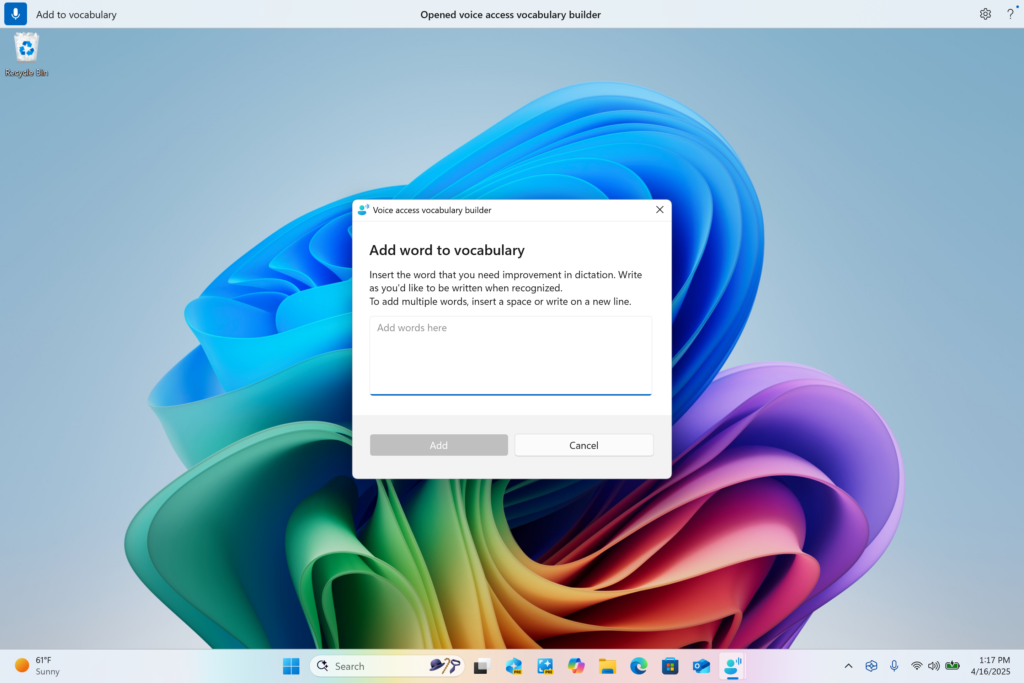 Add to vocabulary
Opened voice access vocabulary builder
?
Recycle Bin
Voice access vocabulary builder
Add word to vocabulary
Insert the word that you need improvement in dictation. Write
as you'd like to be written when recognized.
To add multiple words, insert a space or write on a new line.
Add words here
Add
Cancel
61°F
Sunny
Search
PRE
PRE
1:17 PM
4/16/2025